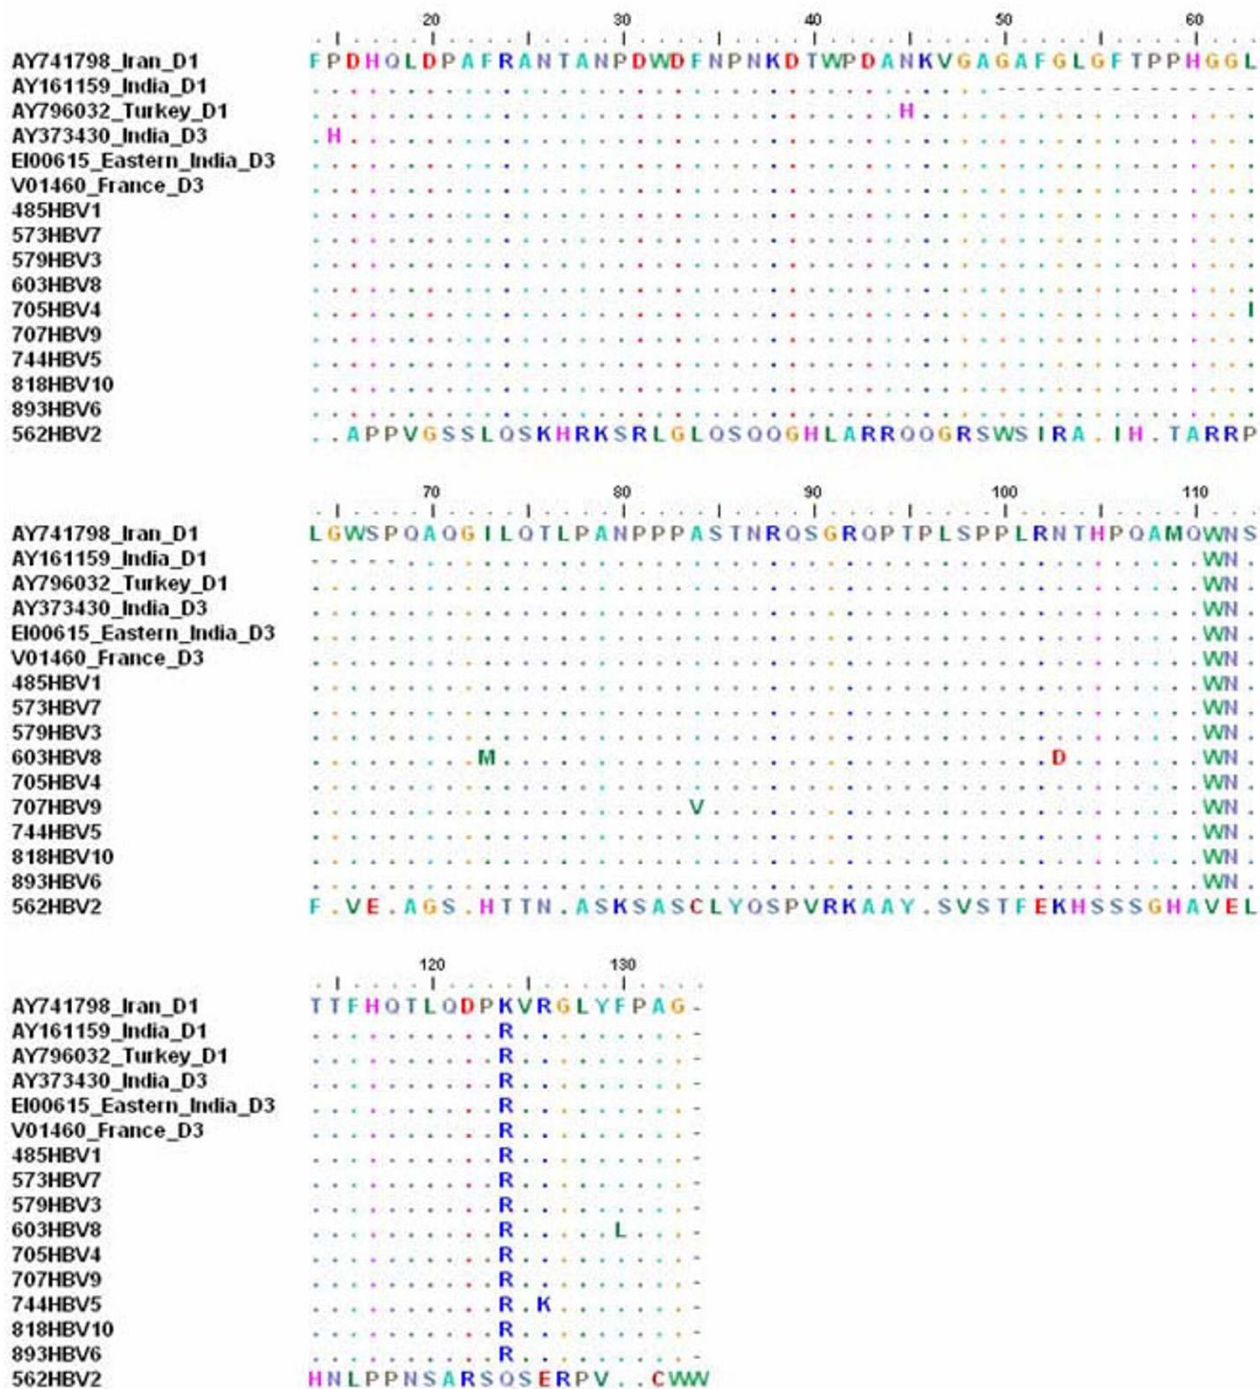 20 30 40 50 60
AY741798_Iran_D1 FPDHQLDPAFRANTANPDWDFNPNKDTWPDANKVGAGAFGLGFTPPHGGL
AY161159_India_D1 ....................................--------------
AY796032_Turkey_D1 ...............................H..................
AY373430_India_D3 .H................................................
EI00615_Eastern_India_D3 ..................................................
V01460_France_D3 ..................................................
485HBV1 ..................................................
573HBV7 ..................................................
579HBV3 ..................................................
603HBV8 ..................................................
705HBV4 .................................................I
707HBV9 ..................................................
744HBV5 ..................................................
818HBV10 ..................................................
893HBV6 ..................................................
562HBV2 ..APPVGSSLQSKHRKSRLGLQSQQGHLARRQQGRSWSIRA.IH.TARRP
70 80 90 100 110
AY741798_Iran_D1 LGWSPQAQGILQTLPANPPPASTNRQSGRQPTPLSPPLRNTHPQAMQWNS
AY161159_India_D1 -----..........................................WN.
AY796032_Turkey_D1 ...............................................WN.
AY373430_India_D3 ...............................................WN.
EI00615_Eastern_India_D3 ...............................................WN.
V01460_France_D3 ...............................................WN.
485HBV1 ...............................................WN.
573HBV7 ...............................................WN.
579HBV3 ...............................................WN.
603HBV8 .........M.............................D.......WN.
705HBV4 ...............................................WN.
707HBV9 ....................V..........................WN.
744HBV5 ...............................................WN.
818HBV10 ...............................................WN.
893HBV6 ...............................................WN.
562HBV2 F.VE.AGS.HTTN.ASKSASCLYQSPVRKAAY.SVSTFEKHSSSGHAVEL
120 130
AY741798_Iran_D1 TTFHQTLQDPKVRGLYFPAG-
AY161159_India_D1 ..........R.........-
AY796032_Turkey_D1 ..........R.........-
AY373430_India_D3 ..........R.........-
EI00615_Eastern_India_D3 ..........R.........-
V01460_France_D3 ..........R.........-
485HBV1 ..........R.........-
573HBV7 ..........R.........-
579HBV3 ..........R.........-
603HBV8 ..........R.....L...-
705HBV4 ..........R.........-
707HBV9 ..........R.........-
744HBV5 ..........R.K.......-
818HBV10 ..........R.........-
893HBV6 ..........R.........-
562HBV2 HNLPPNSARSQSERPV..CWW